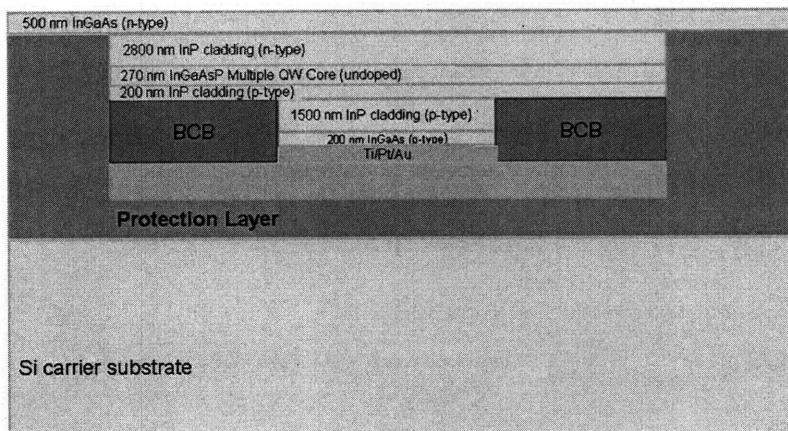 500 nm InGaAs (n-type)
2800 nm InP cladding (n-type)
270 nm InGaAsP Multiple QW Core (undoped)
200 nm InP cladding (p-type)
1500 nm InP cladding (p-type)
BCB
BCB
200 nm InGaAs (p-type)
Ti/Pt/Au
Protection Layer
Si carrier substrate